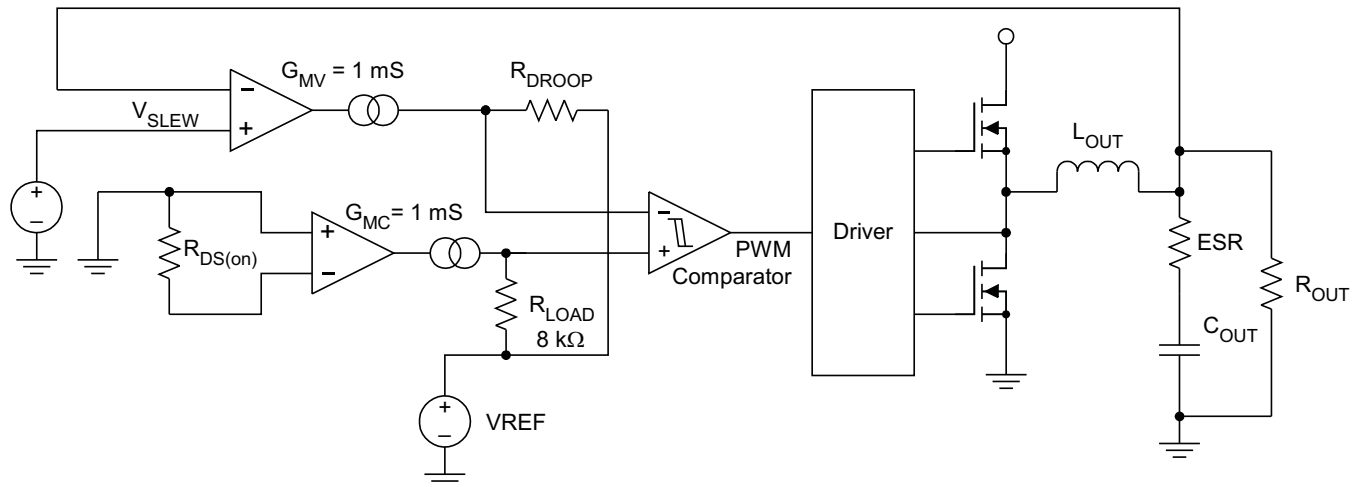 G_MV = 1 mS
R_DROOP
V_SLEW
+
−
+
−
G_MC = 1 mS
R_DS(on)
+
−
R_LOAD
8 kΩ
+
−
VREF
−
+
PWM
Comparator
Driver
L_OUT
ESR
C_OUT
R_OUT